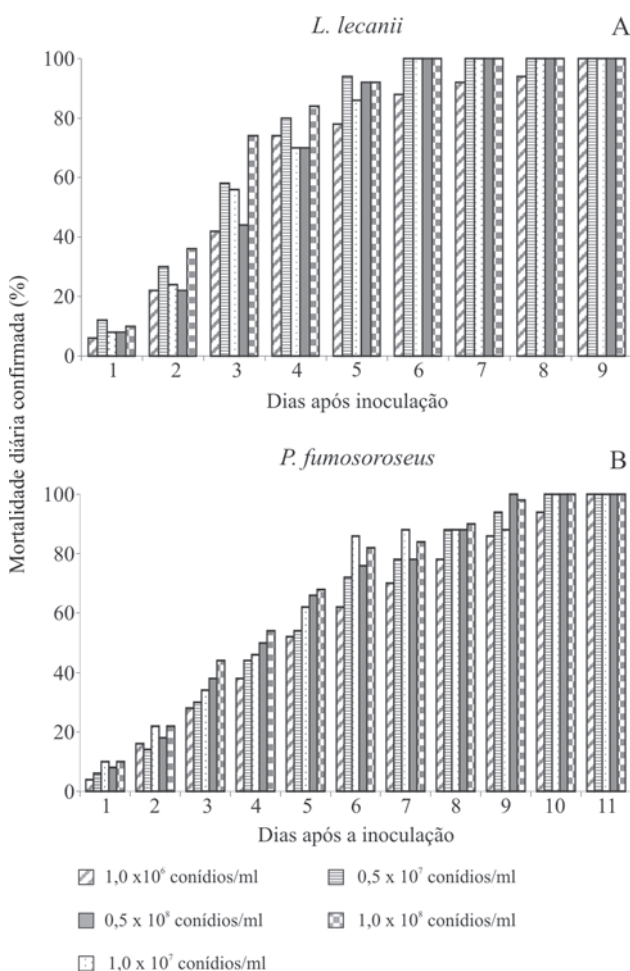 L. lecanii
A
100
80
60
40
20
0
1 2 3 4 5 6 7 8 9
Dias após inoculação
Mortalidade diária confirmada (%)
P. fumosoroseus
B
100
80
60
40
20
0
1 2 3 4 5 6 7 8 9 10 11
Dias após a inoculação
1,0 x10⁶ conídios/ml
0,5 x 10⁷ conídios/ml
0,5 x 10⁸ conídios/ml
1,0 x 10⁸ conídios/ml
1,0 x 10⁷ conídios/ml